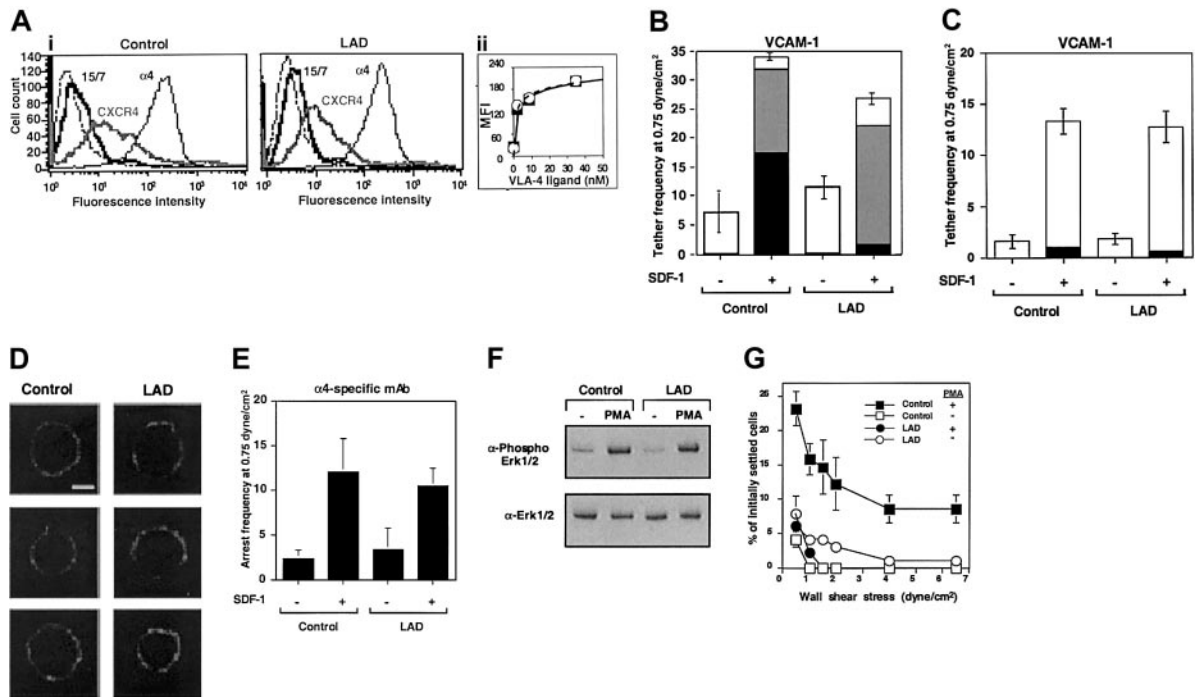 A
i
Control
LAD
ii
Cell count
140
120
100
80
60
40
20
0
15/7
α4
CXCR4
10⁰ 10¹ 10² 10³ 10⁴
Fluorescence intensity
15/7
α4
CXCR4
10⁰ 10¹ 10² 10³ 10⁴
Fluorescence intensity
MFI
240
180
120
60
0
0 10 20 30 40 50
VLA-4 ligand (nM)
B
VCAM-1
Tether frequency at 0.75 dyne/cm²
35
30
25
20
15
10
5
0
SDF-1 - + - +
Control LAD
C
VCAM-1
Tether frequency at 0.75 dyne/cm²
20
15
10
5
0
SDF-1 - + - +
Control LAD
D
Control LAD
E
α4-specific mAb
Arrest frequency at 0.75 dyne/cm²
20
15
10
5
0
SDF-1 - + - +
Control LAD
F
Control LAD
- PMA - PMA
α-Phospho
Erk1/2
α-Erk1/2
G
% of initially settled cells
25
20
15
10
5
0
PMA
Control +
Control -
LAD +
LAD -
0 1 2 3 4 5 6 7
Wall shear stress (dyne/cm²)